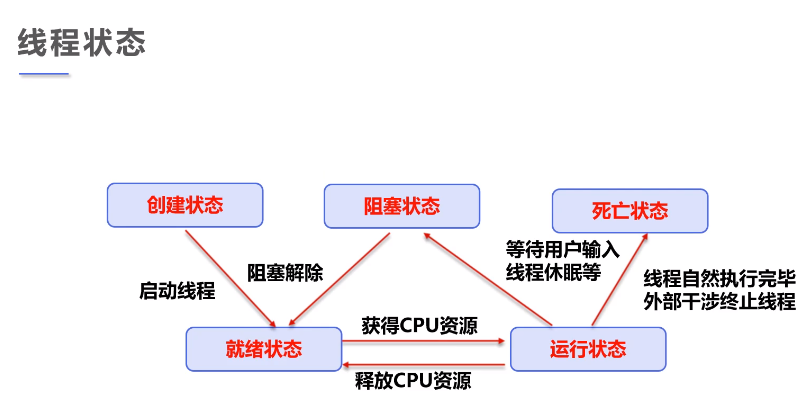 线程状态
创建状态
阻塞状态
死亡状态
等待用户输入
线程休眠等
启动线程
阻塞解除
线程自然执行完毕
外部干涉终止线程
获得CPU资源
就绪状态
运行状态
释放CPU资源